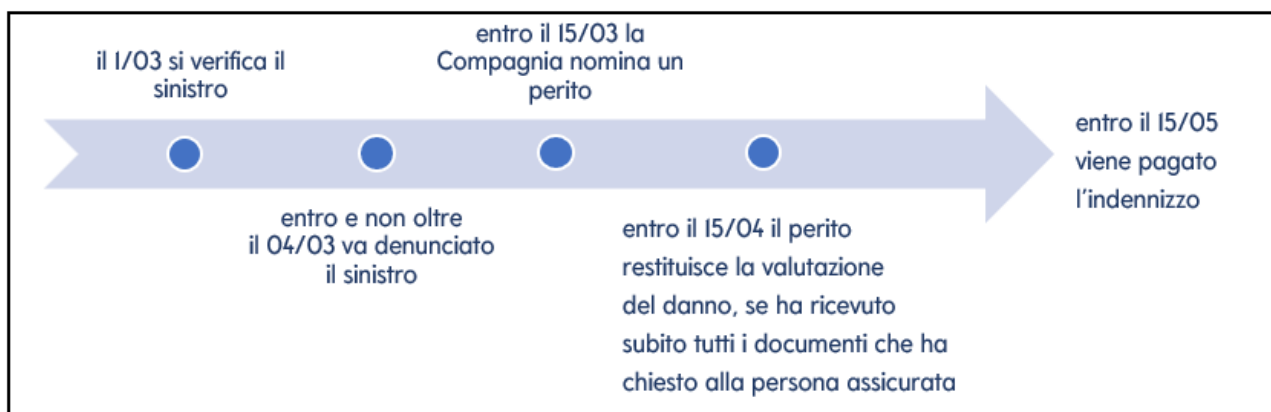 il 1/03 si verifica il
sinistro
entro e non oltre
il 04/03 va denunciato
il sinistro
entro il 15/03 la
Compagnia nomina un
perito
entro il 15/04 il perito
restituisce la valutazione
del danno, se ha ricevuto
subito tutti i documenti che ha
chiesto alla persona assicurata
entro il 15/05
viene pagato
l'indennizzo